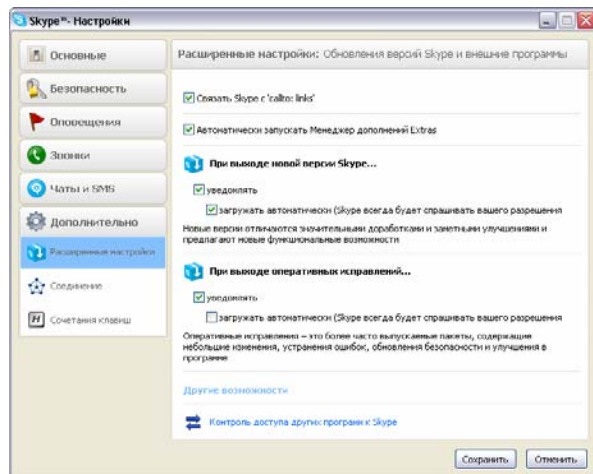 Skype™- Настройки
Основные
Безопасность
Оповещения
Звонки
Чаты и SMS
Дополнительно
Расширенные настройки
Соединение
Сочетания клавиш
Расширенные настройки: Обновления версий Skype и внешние программы
Связать Skype с 'callto: links'
Автоматически запускать Менеджер дополнений Extras
При выходе новой версии Skype...
уведомлять
загружать автоматически (Skype всегда будет спрашивать вашего разрешения
Новые версии отличаются значительными доработками и заметными улучшениями и
предлагают новые функциональные возможности
При выходе оперативных исправлений...
уведомлять
загружать автоматически (Skype всегда будет спрашивать вашего разрешения
Оперативные исправления – это более часто выпускаемые пакеты, содержащие
небольшие изменения, устранения ошибок, обновления безопасности и улучшения в
программе
Другие возможности
Контроль доступа других программ к Skype
Сохранить
Отменить